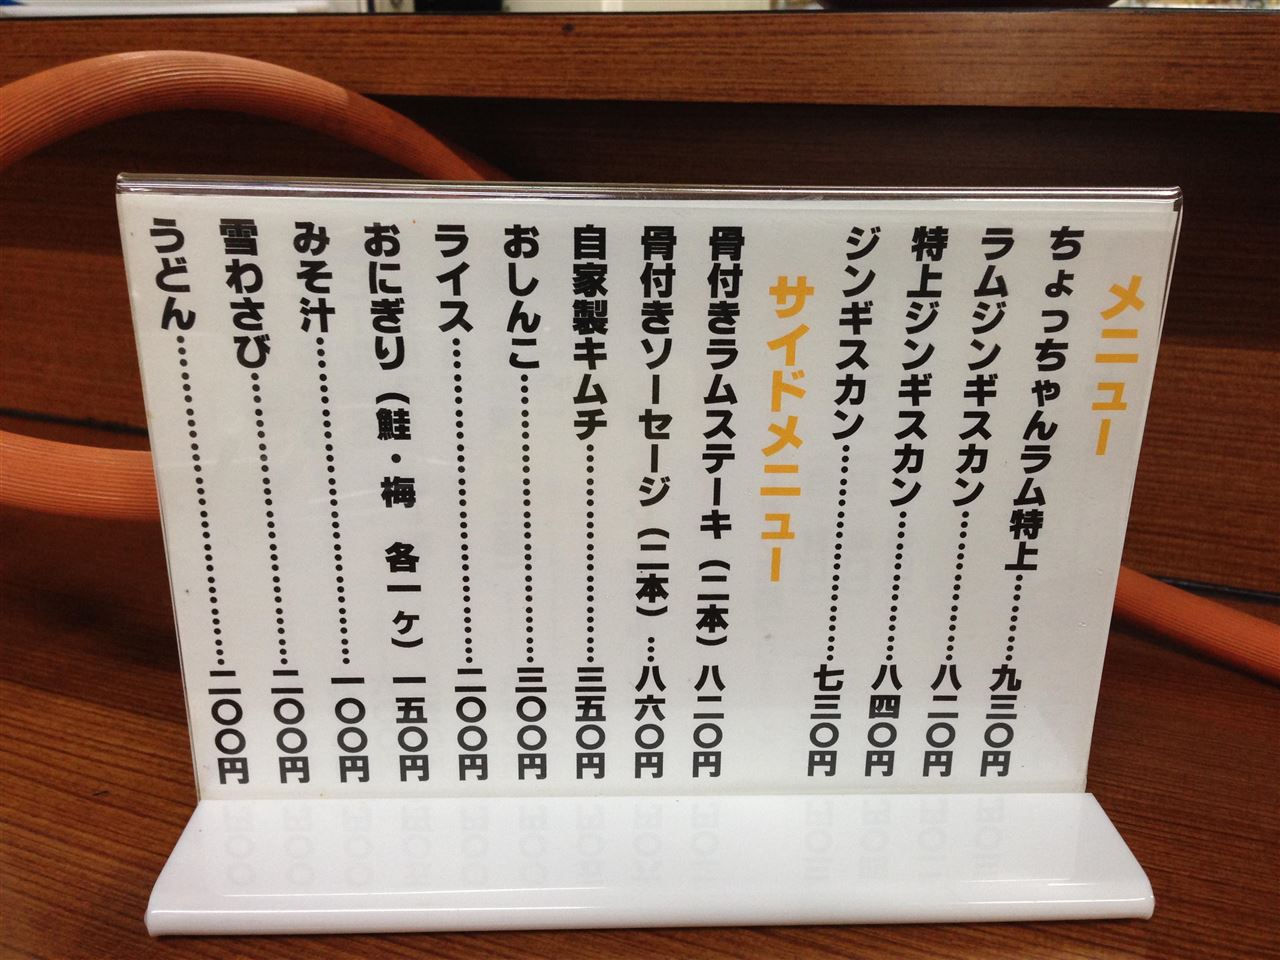 メニュー
ちょっちゃんラム特上…………九三〇円
ラムジンギスカン………………八二〇円
特上ジンギスカン………………八四〇円
ジンギスカン……………………七三〇円
サイドメニュー
骨付きラムステーキ（二本）八二〇円
骨付きソーセージ（二本）…八六〇円
自家製キムチ……………………三五〇円
おしんこ…………………………三〇〇円
ライス……………………………二〇〇円
おにぎり（鮭・梅　各一ヶ）一五〇円
みそ汁……………………………一〇〇円
雪わさび…………………………二〇〇円
うどん……………………………二〇〇円